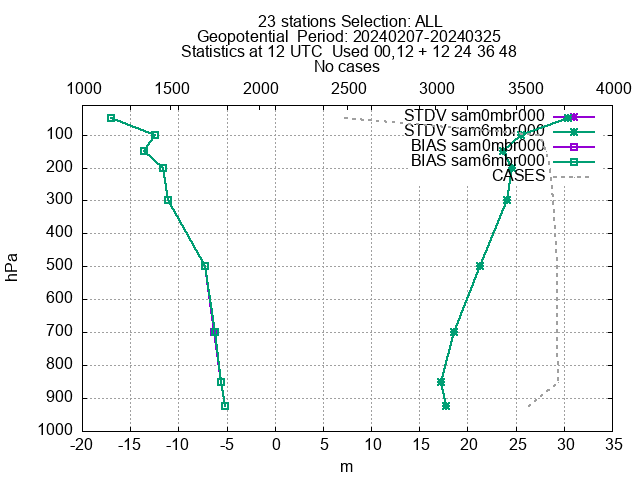 23 stations Selection: ALL
Geopotential  Period: 20240207-20240325
Statistics at 12 UTC  Used 00,12 + 12 24 36 48
No cases
1000 1500 2000 2500 3000 3500 4000
STDV sam0mbr000
100
STDV sam6mbr000
BIAS sam0mbr000
BIAS sam6mbr000
200
CASES
300
400
500
hPa
600
700
800
900
1000
-20 -15 -10 -5 0 5 10 15 20 25 30 35
m